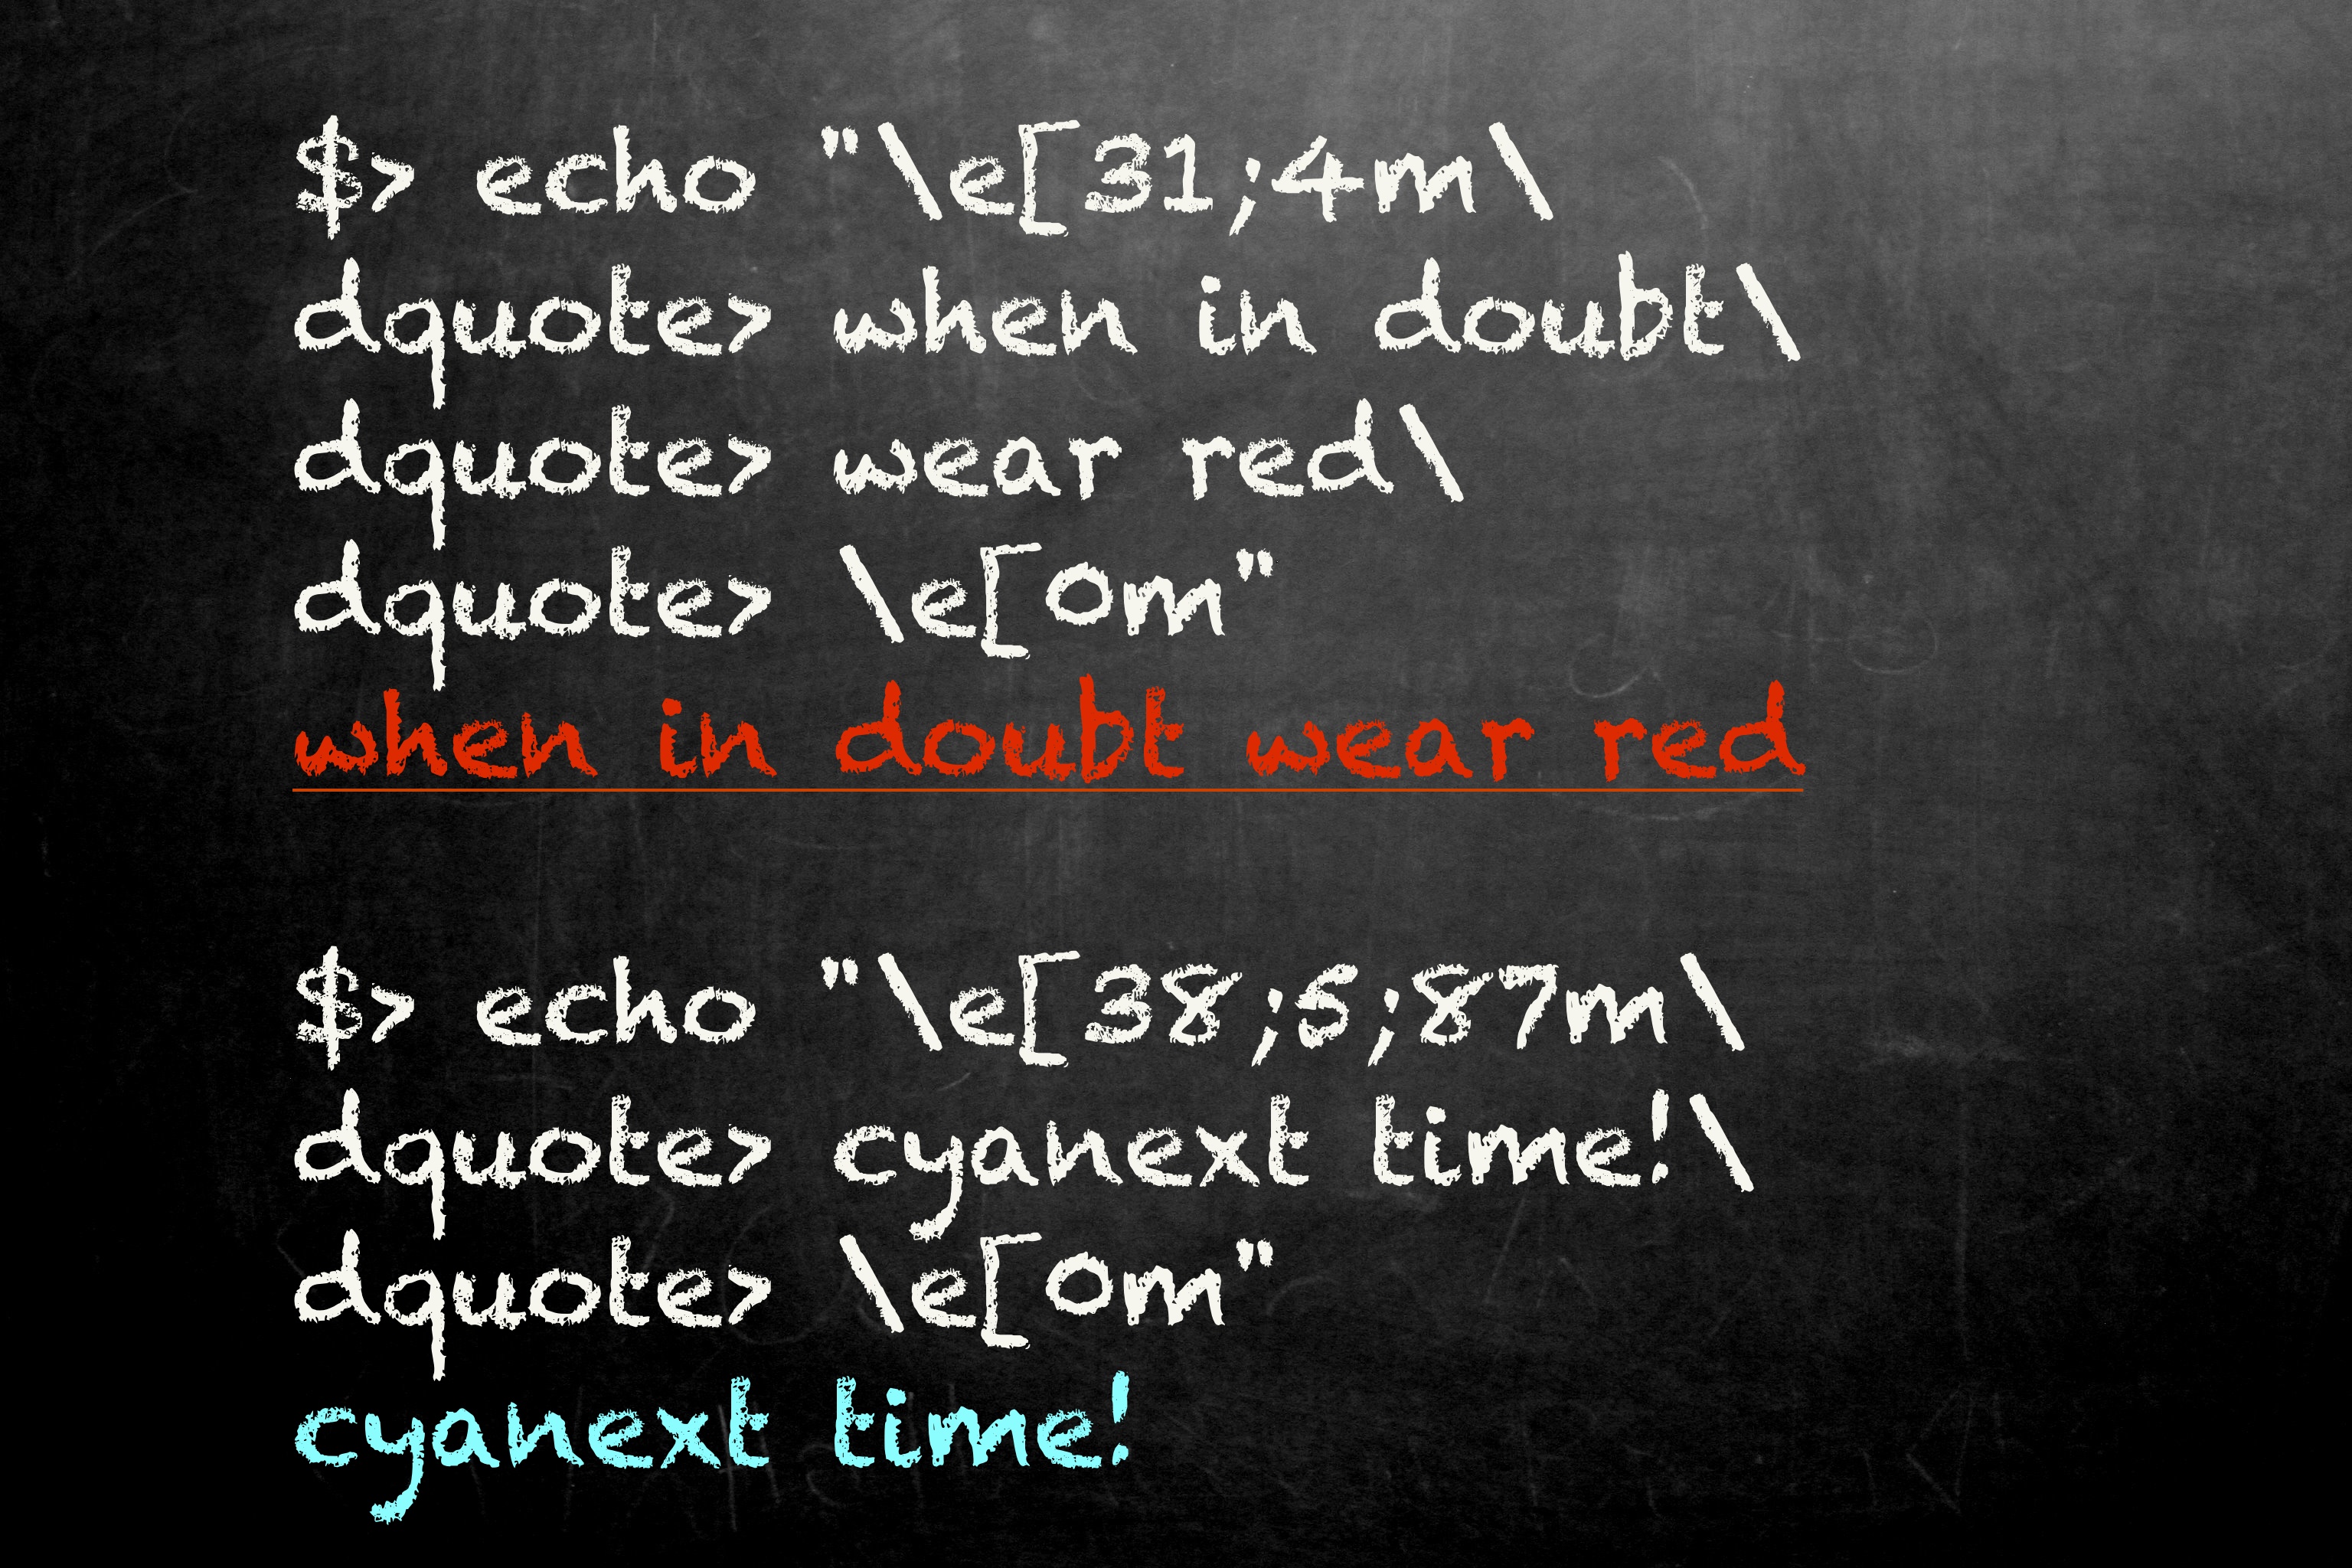 $> echo "\e[31;4m\
dquote> when in doubt\
dquote> wear red\
dquote> \e[0m"
when in doubt wear red
$> echo "\e[38;5;87m\
dquote> cyanext time!\
dquote> \e[0m"
cyanext time!